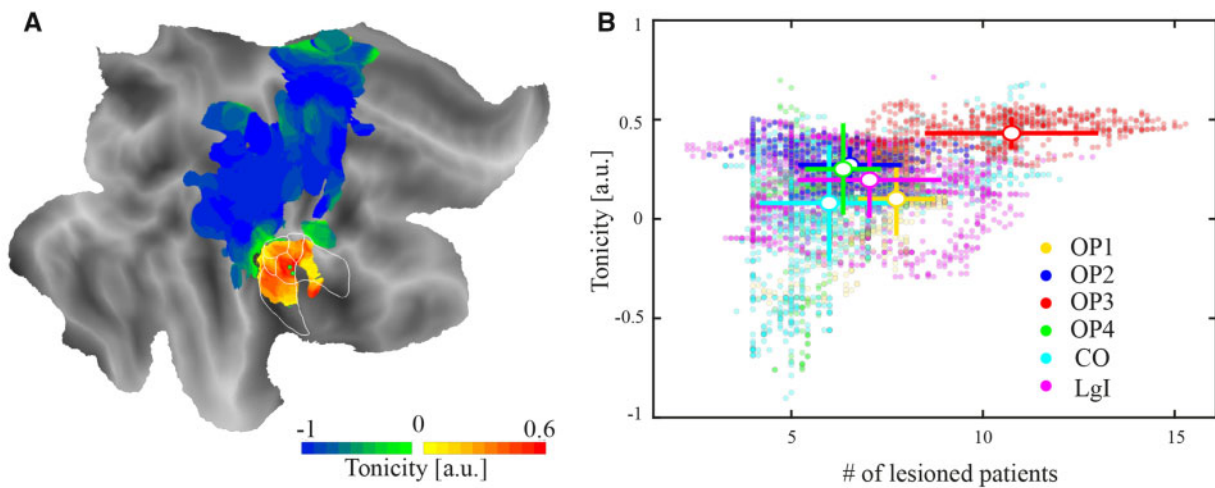 A
-1 0 0.6
Tonicity [a.u.]
B
1
0.5
0
-0.5
-1
Tonicity [a.u.]
5 10 15
# of lesioned patients
OP1
OP2
OP3
OP4
CO
LgI